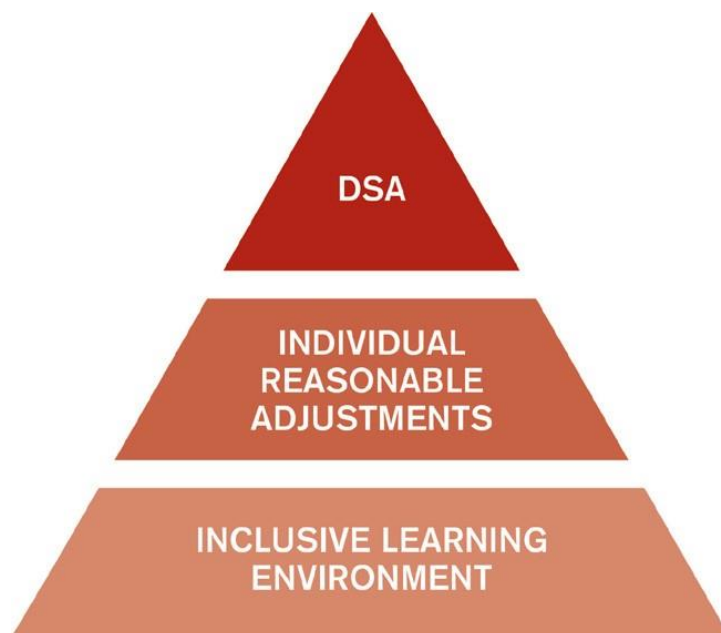 DSA
INDIVIDUAL
REASONABLE
ADJUSTMENTS
INCLUSIVE LEARNING
ENVIRONMENT